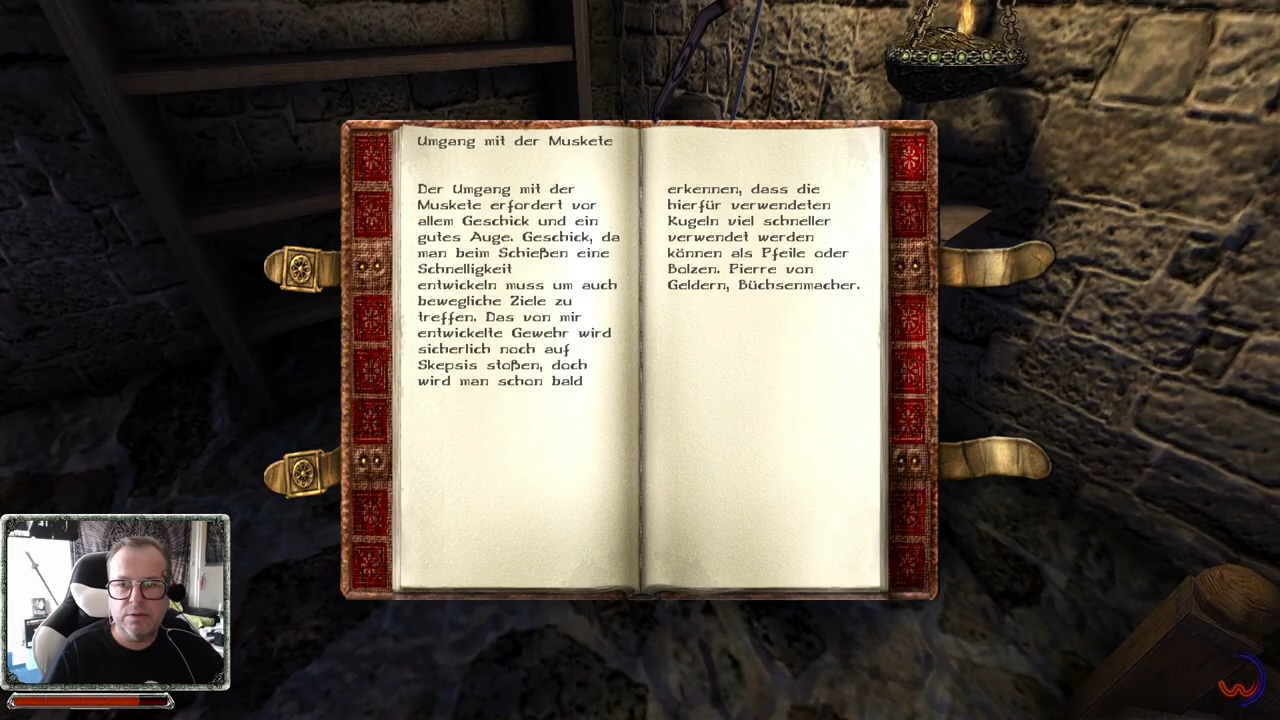 Umgang mit der Muskete
Der Umgang mit der
Muskete erfordert vor
allem Geschick und ein
gutes Auge. Geschick, da
man beim Schießen eine
Schnelligkeit
entwickeln muss um auch
bewegliche Ziele zu
treffen. Das von mir
entwickelte Gewehr wird
sicherlich noch auf
Skepsis stoßen, doch
wird man schon bald
erkennen, dass die
hierfür verwendeten
Kugeln viel schneller
verwendet werden
können als Pfeile oder
Bolzen. Pierre von
Geldern, Büchsenmacher.